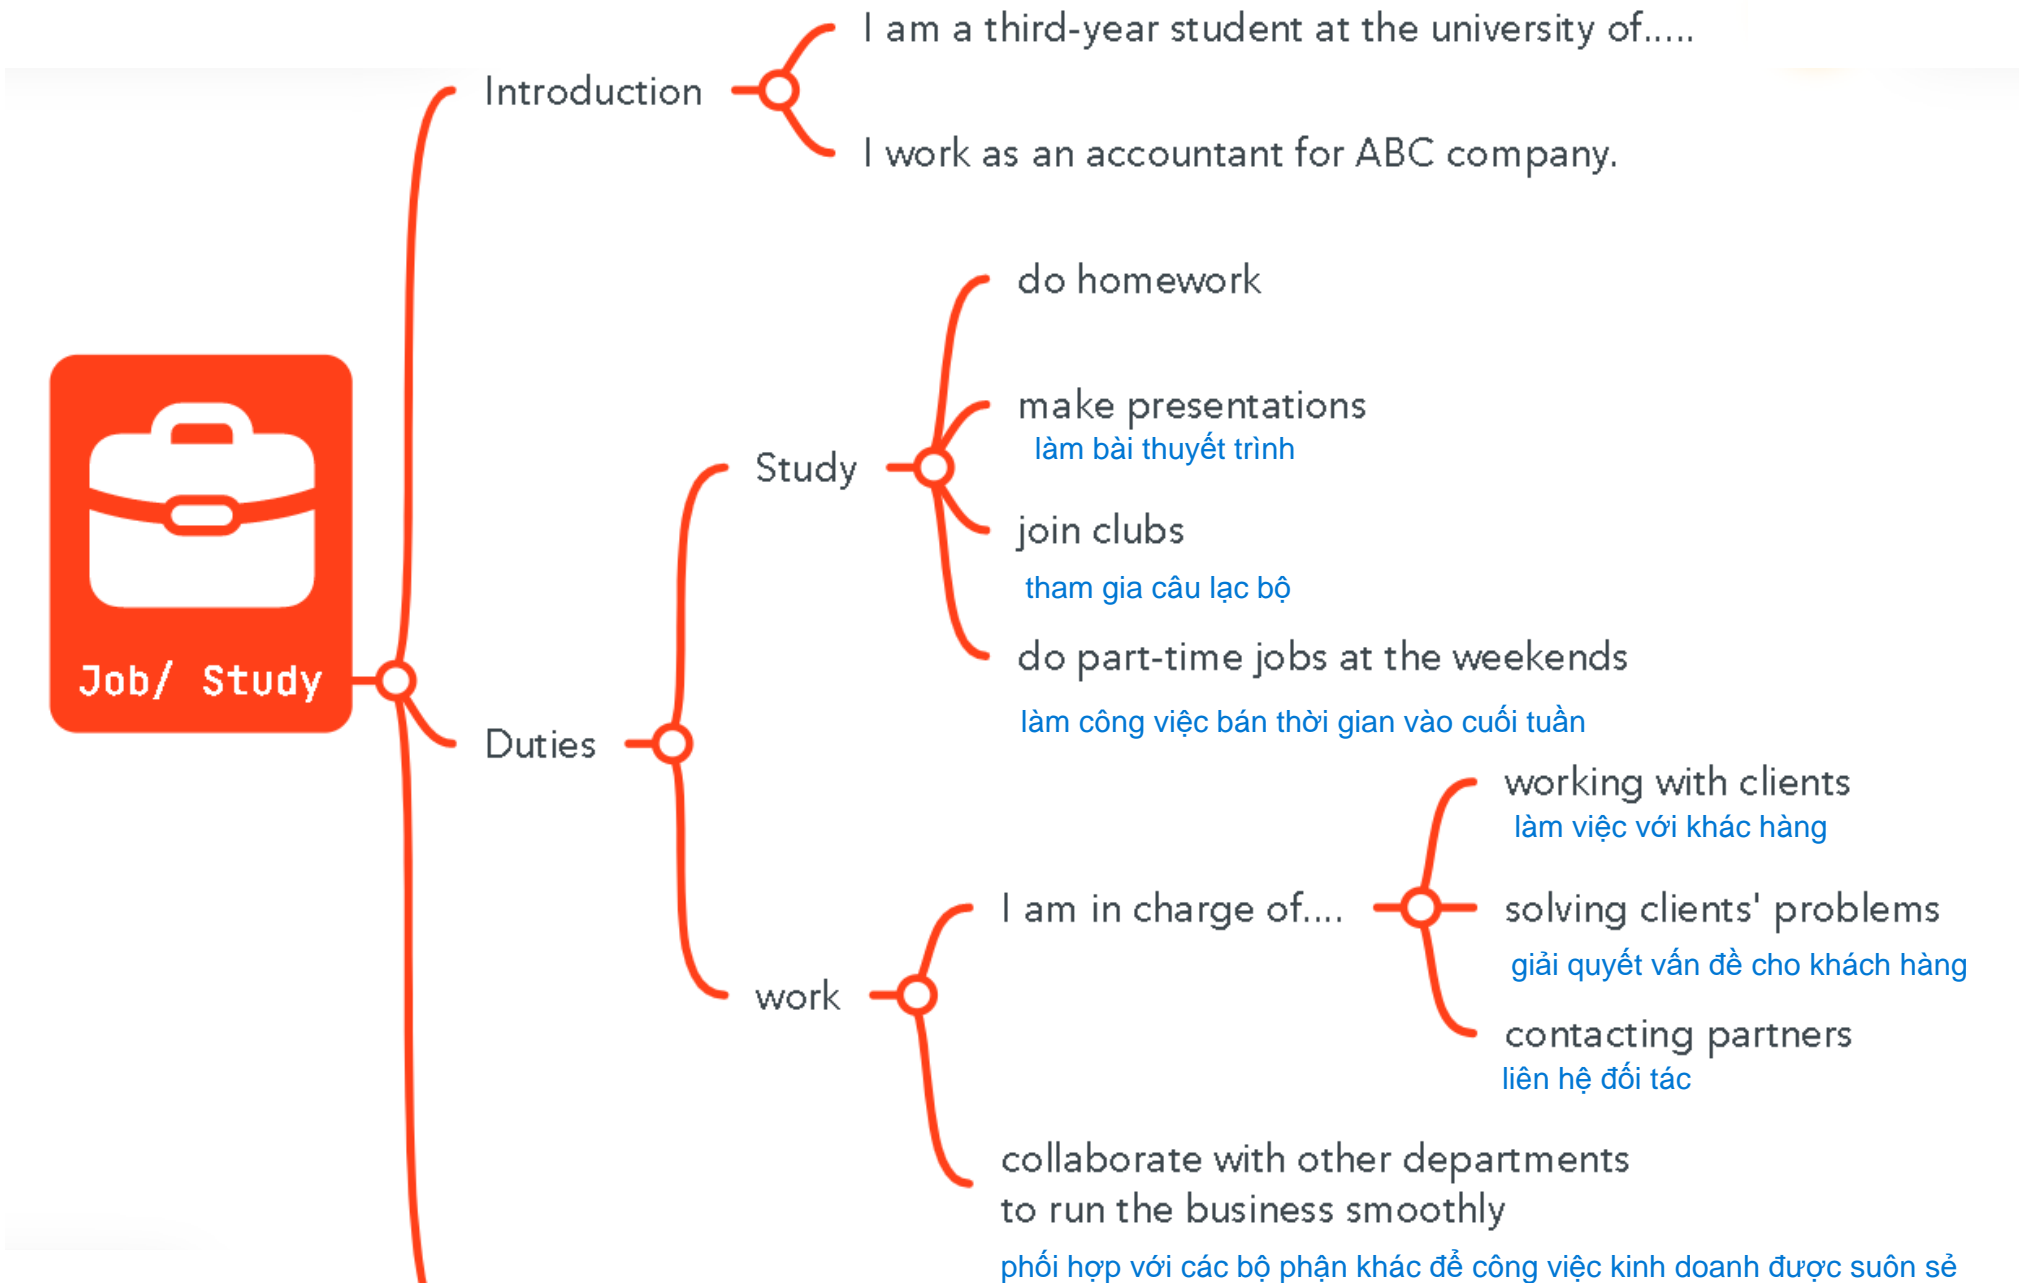 I am a third-year student at the university of.....
Introduction
I work as an accountant for ABC company.
do homework
make presentations
làm bài thuyết trình
Study
join clubs
tham gia câu lạc bộ
do part-time jobs at the weekends
làm công việc bán thời gian vào cuối tuần
Job/ Study
Duties
working with clients
làm việc với khác hàng
I am in charge of....
solving clients' problems
giải quyết vấn đề cho khách hàng
work
contacting partners
liên hệ đối tác
collaborate with other departments
to run the business smoothly
phối hợp với các bộ phận khác để công việc kinh doanh được suôn sẻ